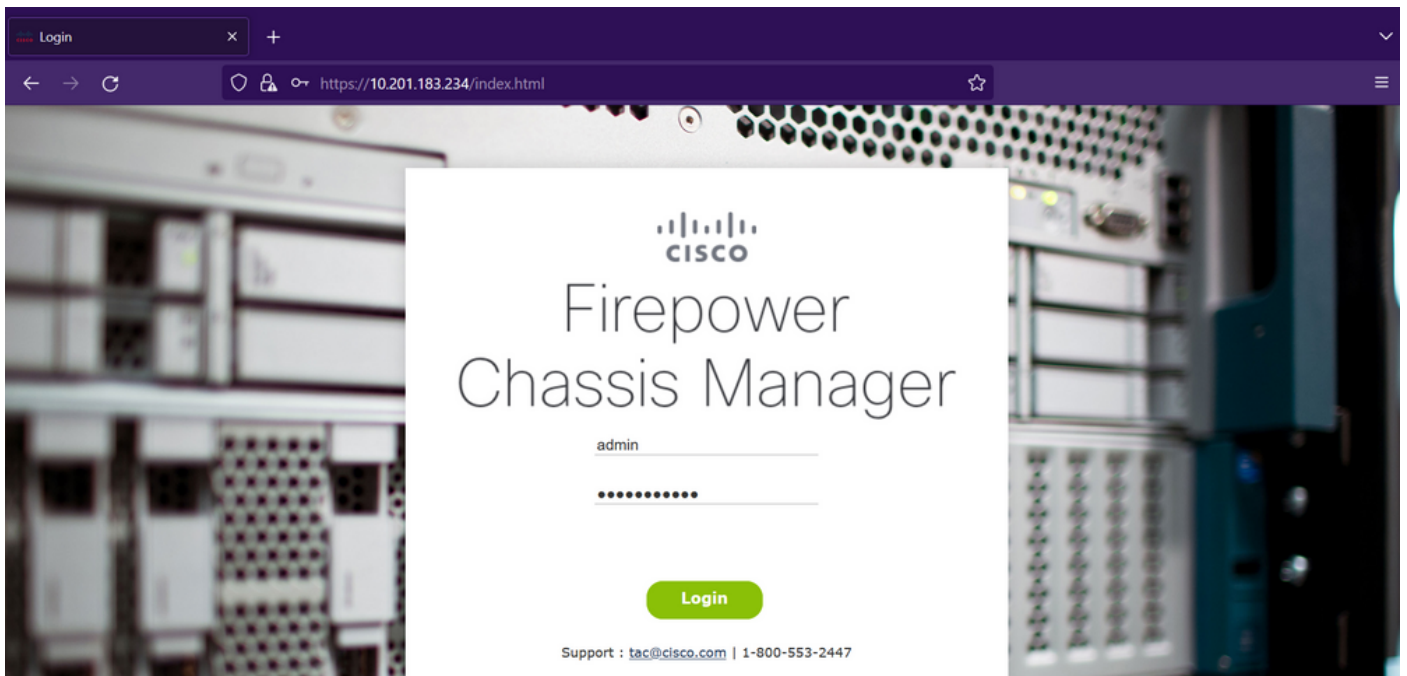 Login
https://10.201.183.234/index.html
CISCO
Firepower
Chassis Manager
admin
•••••••••••
Login
Support : tac@cisco.com | 1-800-553-2447